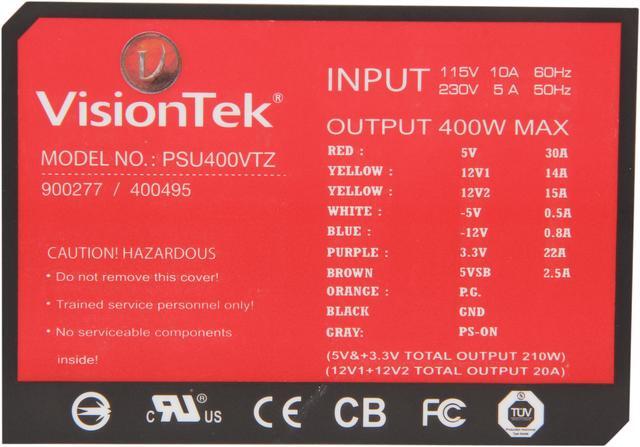 VisionTek®
MODEL NO.: PSU400VTZ
900277 / 400495
CAUTION! HAZARDOUS
• Do not remove this cover!
• Trained service personnel only!
• No serviceable components
inside!
INPUT 115V 10A 60Hz
230V 5A 50Hz
OUTPUT 400W MAX
RED: 5V 30A
YELLOW: 12V1 14A
YELLOW: 12V2 15A
WHITE: -5V 0.5A
BLUE: -12V 0.8A
PURPLE: 3.3V 22A
BROWN 5VSB 2.5A
ORANGE: P.G.
BLACK GND
GRAY: PS-ON
(5V&+3.3V TOTAL OUTPUT 210W)
(12V1+12V2 TOTAL OUTPUT 20A)
C RU® US CE CB FC TÜV